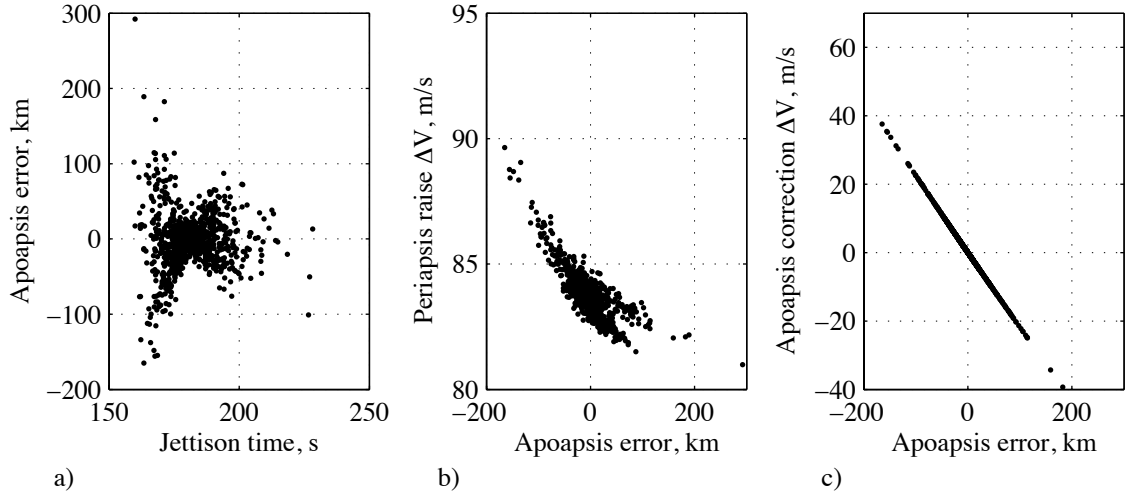 300
200
100
0
−100
−200
150
200
250
Apoapsis error, km
Jettison time, s
a)
95
90
85
80
−200
0
200
Periapsis raise ΔV, m/s
Apoapsis error, km
b)
60
40
20
0
−20
−40
−200
0
200
Apoapsis correction ΔV, m/s
Apoapsis error, km
c)